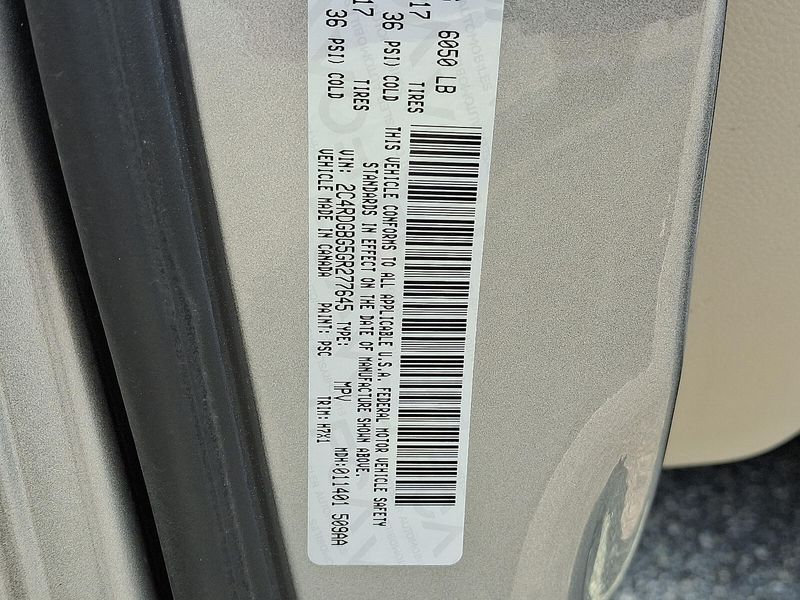 6050 LB
17 TIRES
36 PSI) COLD
17 TIRES
36 PSI) COLD
THIS VEHICLE CONFORMS TO ALL APPLICABLE U.S.A. FEDERAL MOTOR VEHICLE SAFETY
STANDARDS IN EFFECT ON THE DATE OF MANUFACTURE SHOWN ABOVE.
VIN: 2C4RDGBG5GR277645 TYPE: MPV MDH:011401 509AA
VEHICLE MADE IN CANADA PAINT: PSC TRIM:H7X1